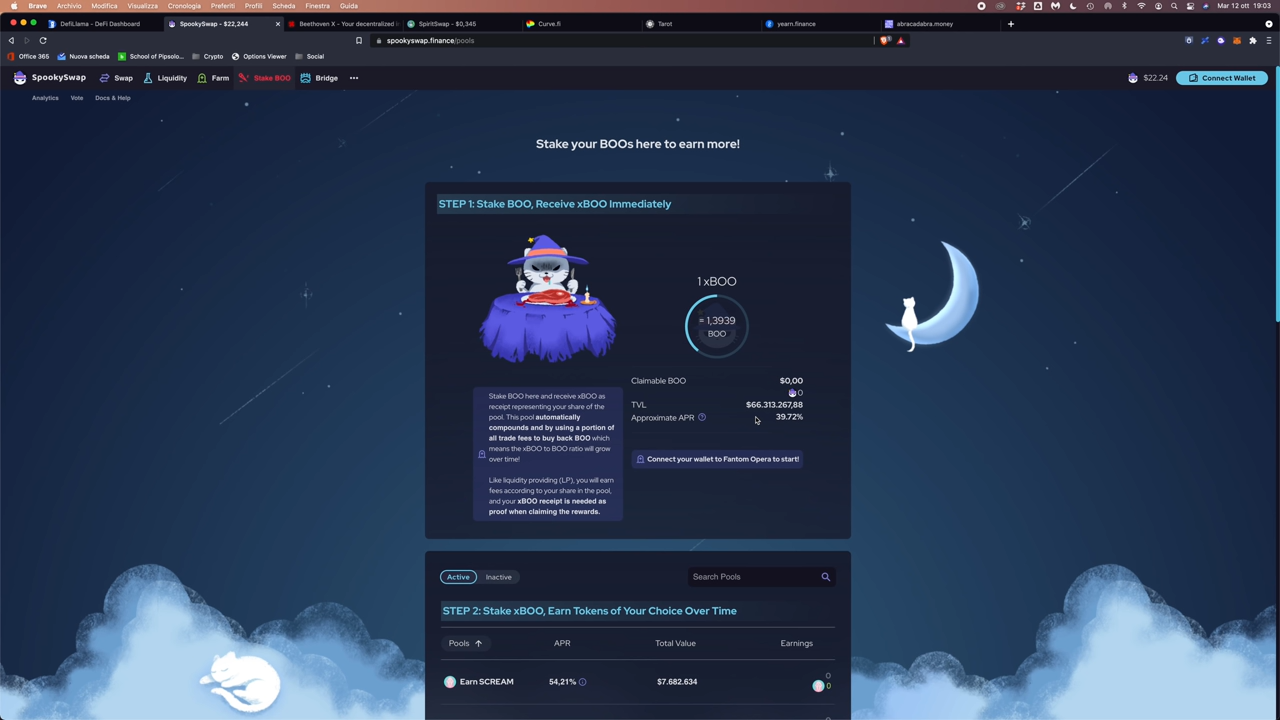 Brave Archivio Modifica Visualizza Cronologia Preferiti Profili Scheda Finestra Guida
Mar 12 ott 19:03
DefiLlama - DeFi Dashboard
SpookySwap - $22,244
Beethoven X - Your decentralized
SpiritSwap - $0,345
Curve.fi
Tarot
yearn.finance
abracadabra.money
spookyswap.finance/pools
Office 365
Nuova scheda
School of Pipsolo...
Crypto
Options Viewer
Social
SpookySwap
Swap
Liquidity
Farm
Stake BOO
Bridge
$22.24
Connect Wallet
Analytics
Vote
Docs & Help
Stake your BOOs here to earn more!
STEP 1: Stake BOO, Receive xBOO Immediately
1 xBOO
= 1,3939
BOO
Claimable BOO $0,00
0
TVL $66.313.267,88
Approximate APR 39.72%
Connect your wallet to Fantom Opera to start!
Stake BOO here and receive xBOO as
receipt representing your share of the
pool. This pool automatically
compounds and by using a portion of
all trade fees to buy back BOO which
means the xBOO to BOO ratio will grow
over time!
Like liquidity providing (LP), you will earn
fees according to your share in the pool,
and your xBOO receipt is needed as
proof when claiming the rewards.
Active
Inactive
Search Pools
STEP 2: Stake xBOO, Earn Tokens of Your Choice Over Time
Pools APR Total Value Earnings
0
Earn SCREAM 54,21% $7.682.634
0